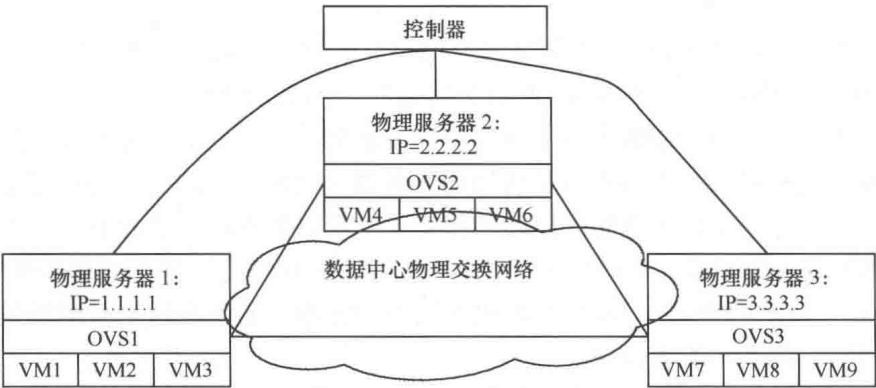 控制器
物理服务器 2：
IP=2.2.2.2
OVS2
VM4 VM5 VM6
数据中心物理交换网络
物理服务器 1：
IP=1.1.1.1
OVS1
VM1 VM2 VM3
物理服务器 3：
IP=3.3.3.3
OVS3
VM7 VM8 VM9